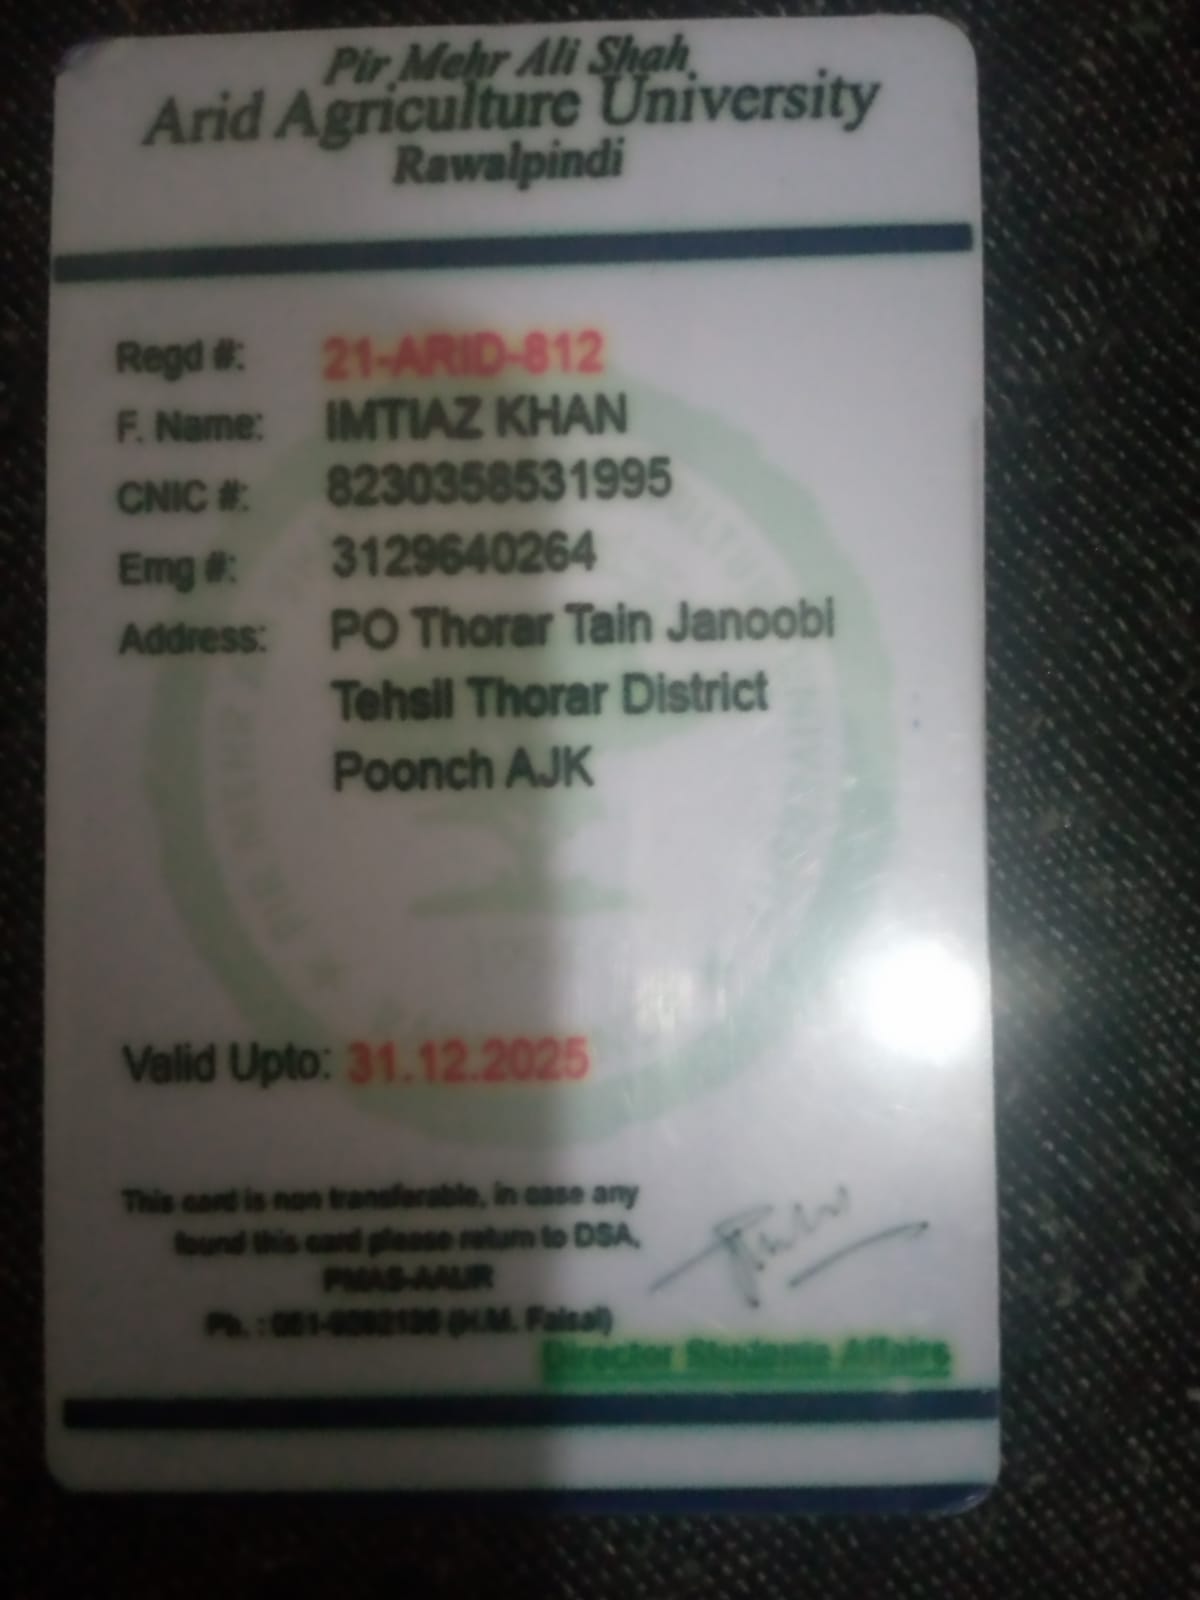 Pir Mehr Ali Shah
Arid Agriculture University
Rawalpindi
Regd #: 21-ARID-812
F. Name: IMTIAZ KHAN
CNIC #: 8230358531995
Emg #: 3129640264
Address: PO Thorar Tain Janoobi
Tehsil Thorar District
Poonch AJK
Valid Upto: 31.12.2025
This card is non transferable, in case any
found this card please return to DSA,
PMAS-AAUR
Ph. : (H.M. Faisal)
Director Students Affairs